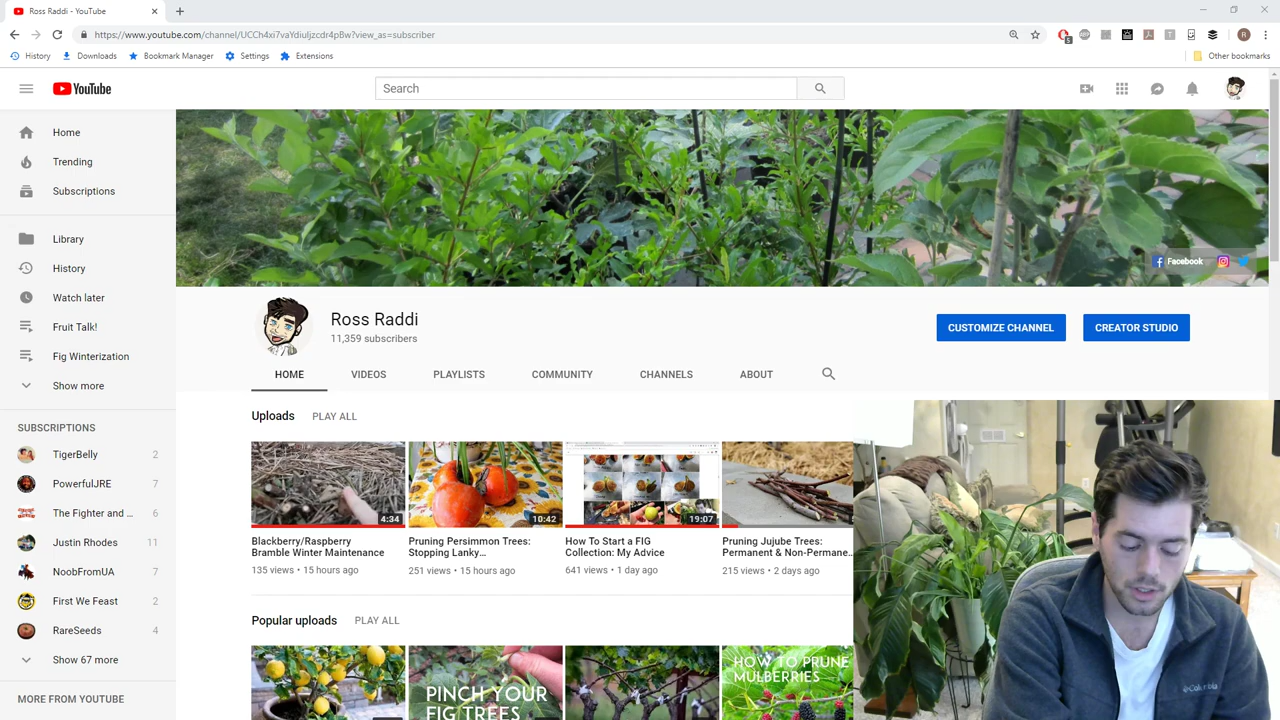 Ross Raddi - YouTube
https://www.youtube.com/channel/UCCh4xi7vaYdiuljzcdr4pBw?view_as=subscriber
History
Downloads
Bookmark Manager
Settings
Extensions
Other bookmarks
YouTube
Search
Home
Trending
Subscriptions
Library
History
Watch later
Fruit Talk!
Fig Winterization
Show more
SUBSCRIPTIONS
TigerBelly 2
PowerfulJRE 7
The Fighter and ... 6
Justin Rhodes 11
NoobFromUA 7
First We Feast 2
RareSeeds 4
Show 67 more
MORE FROM YOUTUBE
Facebook
Ross Raddi
11,359 subscribers
CUSTOMIZE CHANNEL
CREATOR STUDIO
HOME
VIDEOS
PLAYLISTS
COMMUNITY
CHANNELS
ABOUT
Uploads
PLAY ALL
4:34
Blackberry/Raspberry
Bramble Winter Maintenance
135 views • 15 hours ago
10:42
Pruning Persimmon Trees:
Stopping Lanky...
251 views • 15 hours ago
19:07
How To Start a FIG
Collection: My Advice
641 views • 1 day ago
Pruning Jujube Trees:
Permanent & Non-Permane...
215 views • 2 days ago
Popular uploads
PLAY ALL
PINCH YOUR
FIG TREES
HOW TO PRUNE
MULBERRIES
Columbia